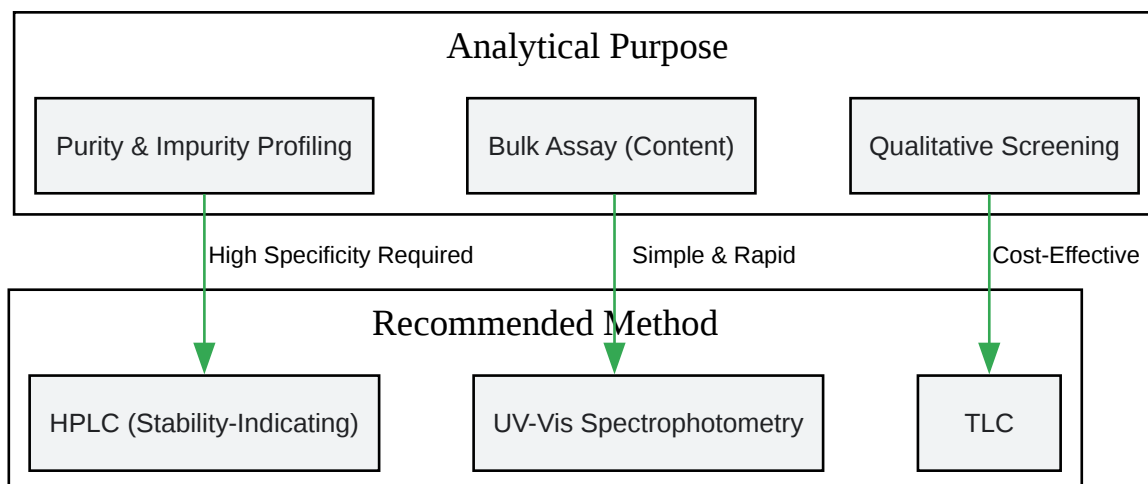 Analytical Purpose
Purity & Impurity Profiling
Bulk Assay (Content)
Qualitative Screening
High Specificity Required
Simple & Rapid
Cost-Effective
Recommended Method
HPLC (Stability-Indicating)
UV-Vis Spectrophotometry
TLC